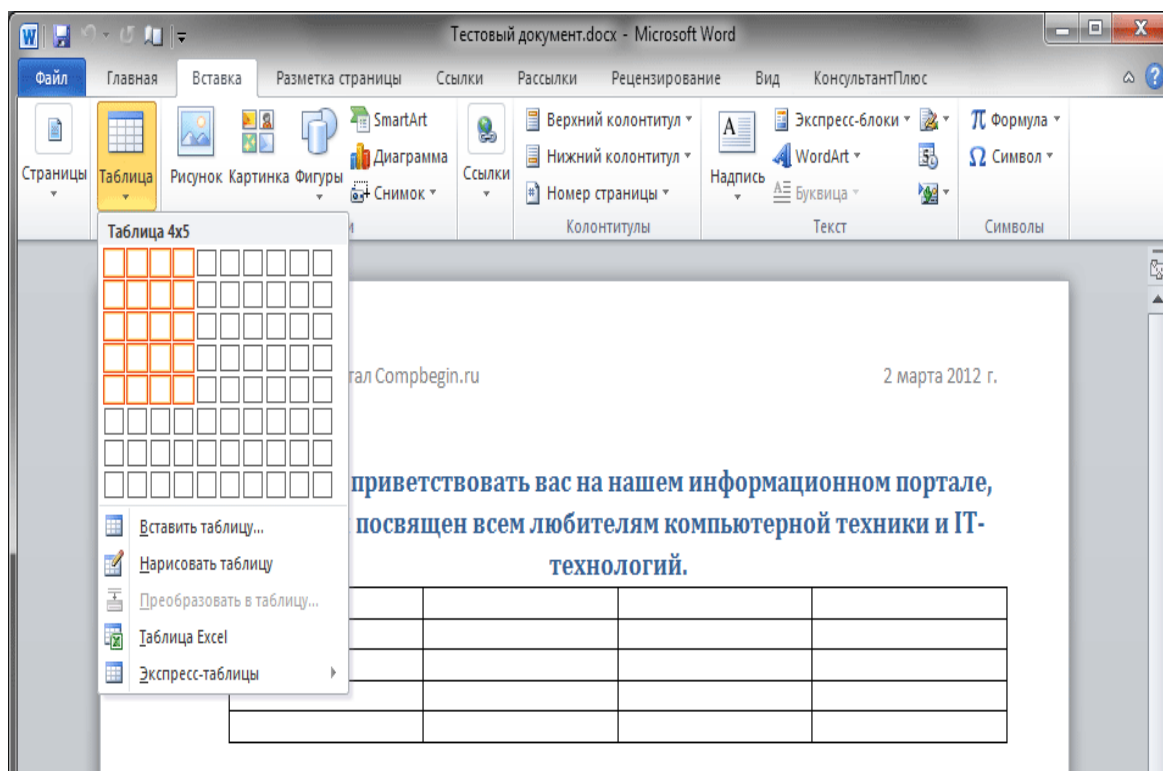 Тестовый документ.docx - Microsoft Word
Файл Главная Вставка Разметка страницы Ссылки Рассылки Рецензирование Вид КонсультантПлюс
Страницы
Таблица
Рисунок Картинка Фигуры
SmartArt
Диаграмма
Снимок
Ссылки
Верхний колонтитул
Нижний колонтитул
Номер страницы
Колонтитулы
Надпись
Экспресс-блоки
WordArt
Буквица
Текст
Формула
Символ
Символы
Таблица 4x5
Вставить таблицу...
Нарисовать таблицу
Преобразовать в таблицу...
Таблица Excel
Экспресс-таблицы
Compbegin.ru 2 марта 2012 г.
приветствовать вас на нашем информационном портале,
посвящен всем любителям компьютерной техники и IT-
технологий.